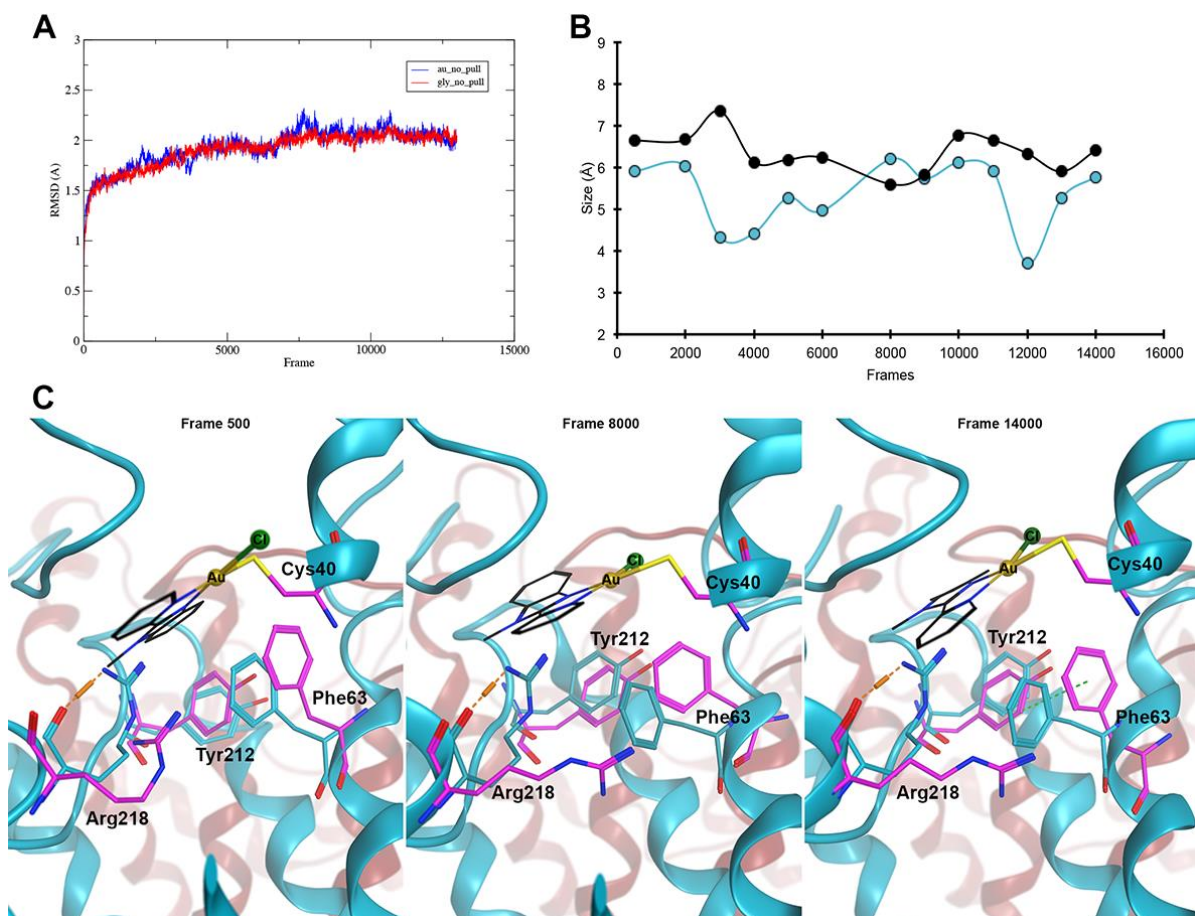 A
3
2.5
2
1.5
1
0.5
0
RMSD (A)
0
5000
10000
15000
Frame
au_no_pull
gly_no_pull
B
9
8
7
6
5
4
3
2
Size (Å)
0
2000
4000
6000
8000
10000
12000
14000
16000
Frames
C
Frame 500
Cl
Au
Cys40
Phe63
Tyr212
Arg218
Frame 8000
Cl
Au
Cys40
Tyr212
Phe63
Arg218
Frame 14000
Cl
Au
Cys40
Tyr212
Phe63
Arg218